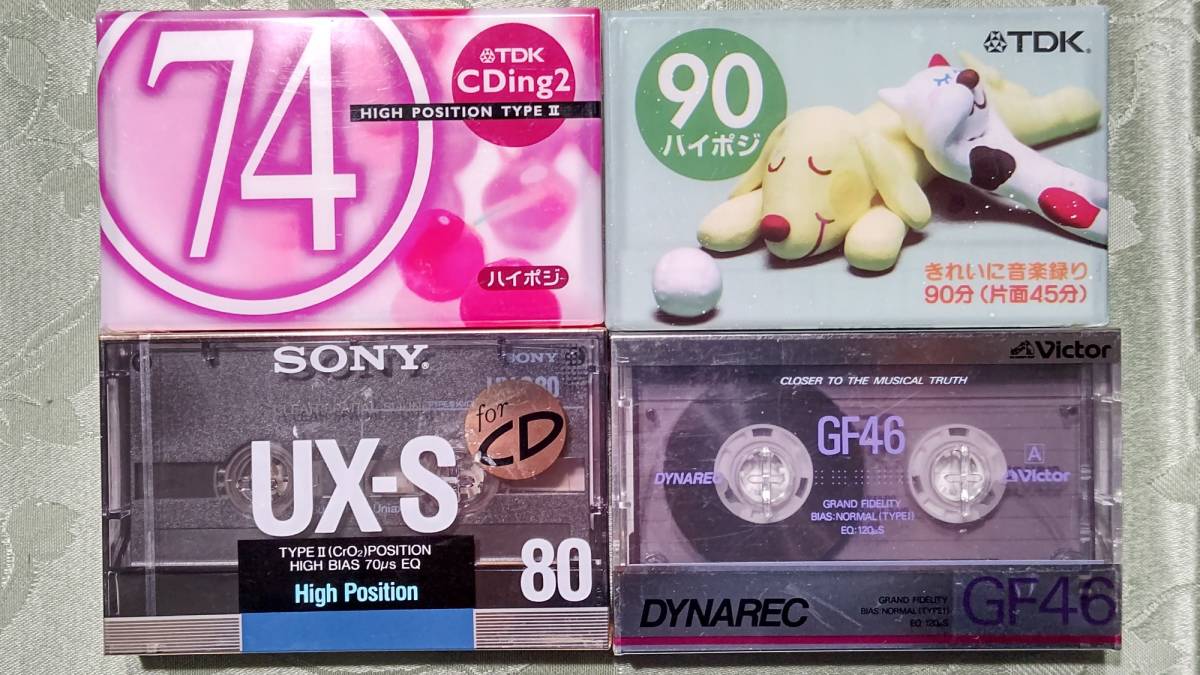 74
TDK
CDing2
HIGH POSITION TYPE II
ハイポジ
TDK
90
ハイポジ
きれいに音楽録り
90分(片面45分)
SONY
for
CD
UX-S
TYPE II (CrO2) POSITION
HIGH BIAS 70μs EQ
High Position
80
Victor
CLOSER TO THE MUSICAL TRUTH
GF46
A
DYNAREC
Victor
GRAND FIDELITY
BIAS:NORMAL(TYPE I)
EQ:120μS
DYNAREC
GRAND FIDELITY
BIAS:NORMAL(TYPE I)
EQ:120μS
GF46